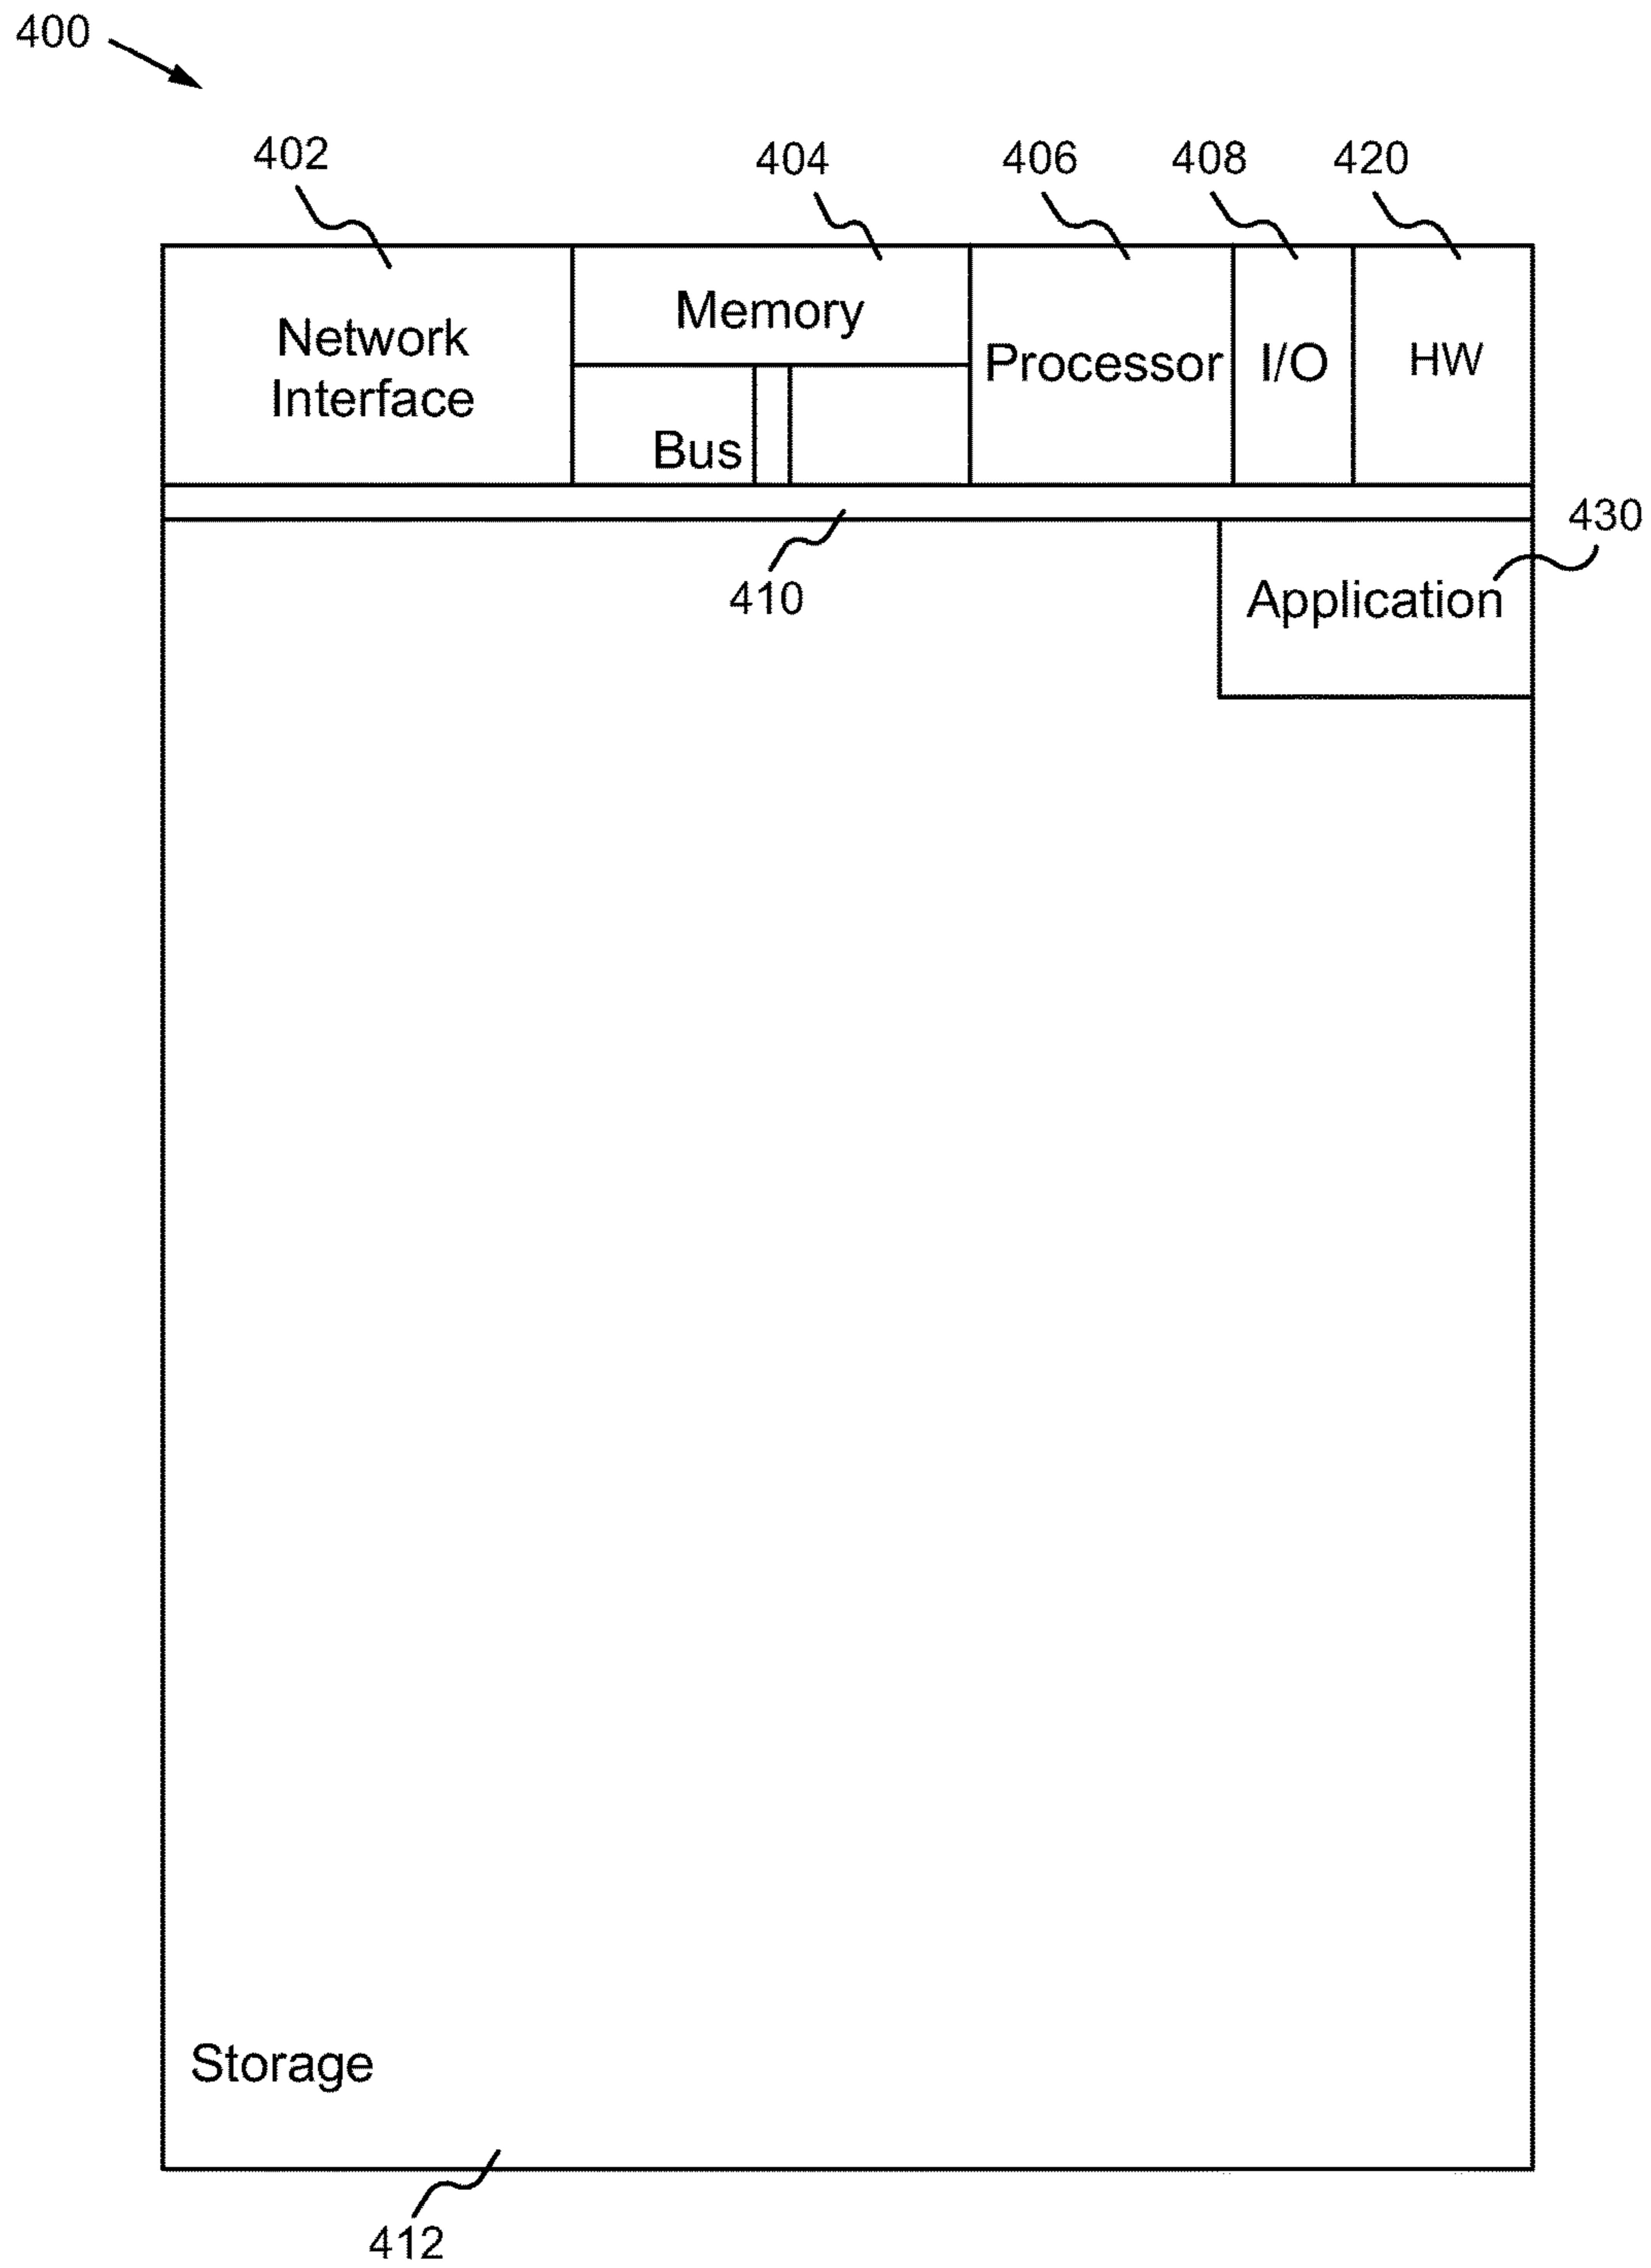 400
402
404
406
408
420
Network
Interface
Memory
Bus
Processor
I/O
HW
430
410
Application
Storage
412